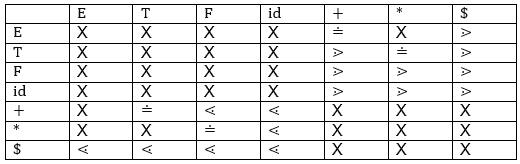 E T F id + * $
E X X X X ≐ X ⋗
T X X X X ⋗ ≐ ⋗
F X X X X ⋗ ⋗ ⋗
id X X X X ⋗ ⋗ ⋗
+ X ≐ ⋖ ⋖ X X X
* X X ≐ ⋖ X X X
$ ⋖ ⋖ ⋖ ⋖ X X X